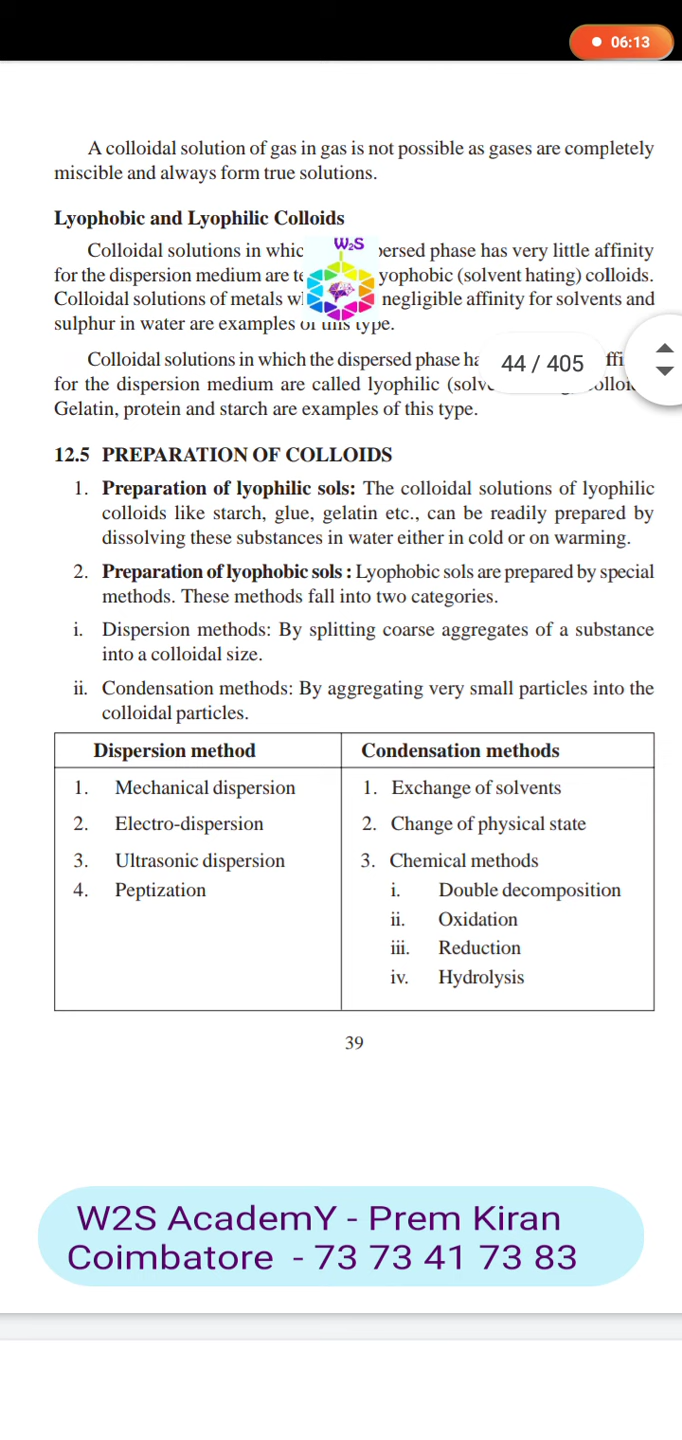 06:13
A colloidal solution of gas in gas is not possible as gases are completely
miscible and always form true solutions.
Lyophobic and Lyophilic Colloids
Colloidal solutions in whic W2S persed phase has very little affinity
for the dispersion medium are te yophobic (solvent hating) colloids.
Colloidal solutions of metals w negligible affinity for solvents and
sulphur in water are examples of this type.
Colloidal solutions in which the dispersed phase ha 44 / 405 ffi
for the dispersion medium are called lyophilic (solv olloi
Gelatin, protein and starch are examples of this type.
12.5 PREPARATION OF COLLOIDS
1. Preparation of lyophilic sols: The colloidal solutions of lyophilic
colloids like starch, glue, gelatin etc., can be readily prepared by
dissolving these substances in water either in cold or on warming.
2. Preparation of lyophobic sols : Lyophobic sols are prepared by special
methods. These methods fall into two categories.
i. Dispersion methods: By splitting coarse aggregates of a substance
into a colloidal size.
ii. Condensation methods: By aggregating very small particles into the
colloidal particles.
Dispersion method Condensation methods
1. Mechanical dispersion 1. Exchange of solvents
2. Electro-dispersion 2. Change of physical state
3. Ultrasonic dispersion 3. Chemical methods
4. Peptization i. Double decomposition
ii. Oxidation
iii. Reduction
iv. Hydrolysis
39
W2S AcademY - Prem Kiran
Coimbatore - 73 73 41 73 83